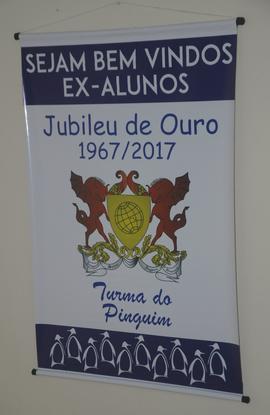 SEJAM BEM VINDOS
EX-ALUNOS
Jubileu de Ouro
1967/2017
Turma do
Pinguim